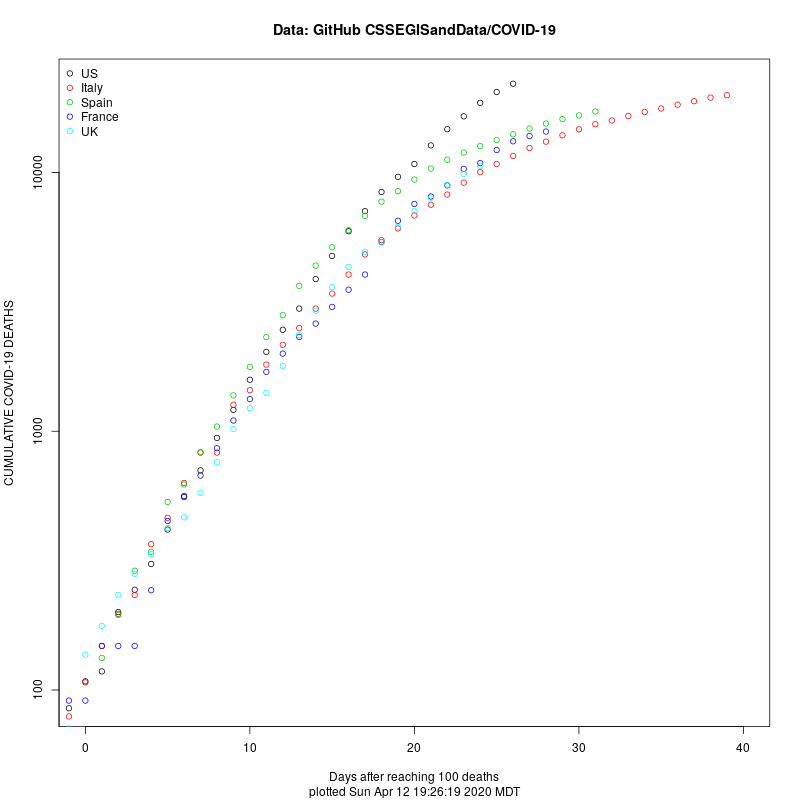 Data: GitHub CSSEGISandData/COVID-19
US
Italy
Spain
France
UK
CUMULATIVE COVID-19 DEATHS
10000
1000
100
0 10 20 30 40
Days after reaching 100 deaths
plotted Sun Apr 12 19:26:19 2020 MDT